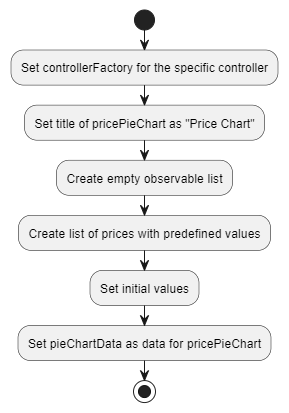 Set controllerFactory for the specific controller
Set title of pricePieChart as "Price Chart"
Create empty observable list
Create list of prices with predefined values
Set initial values
Set pieChartData as data for pricePieChart